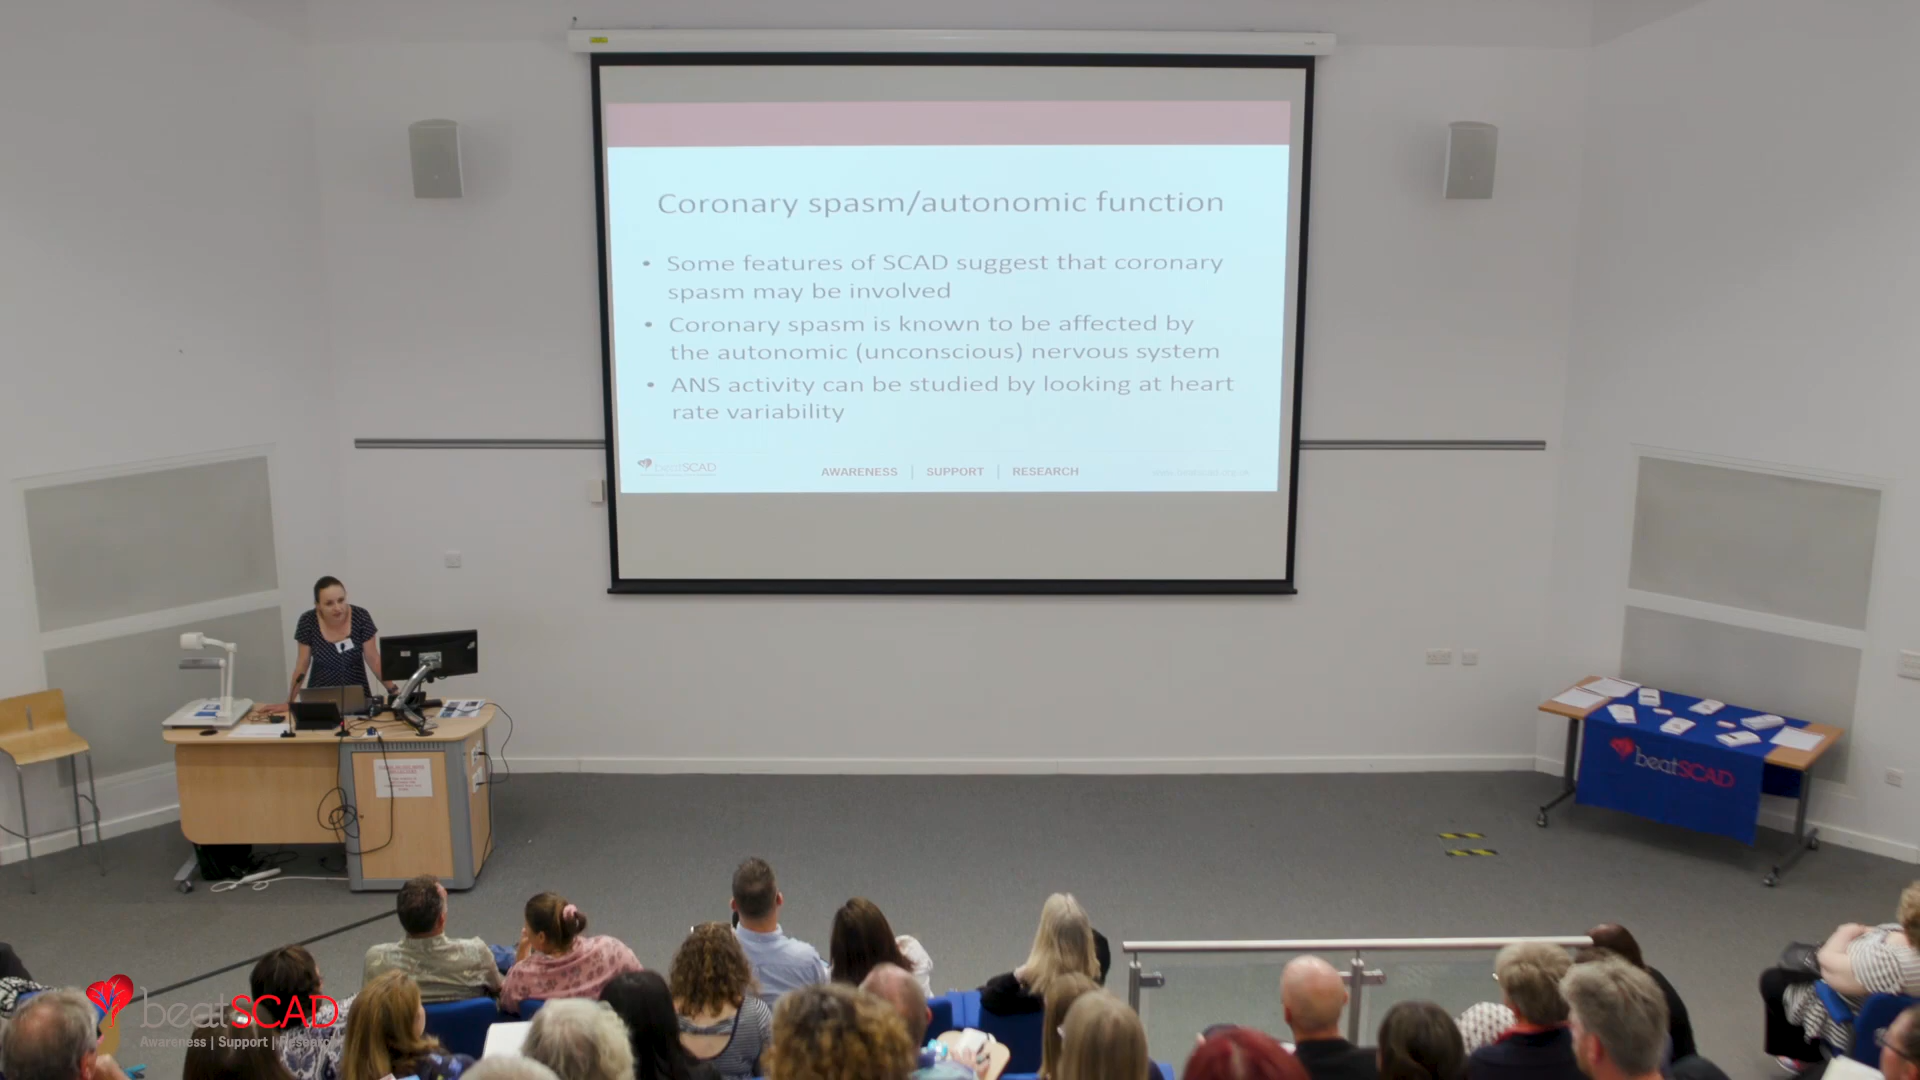 Coronary spasm/autonomic function
• Some features of SCAD suggest that coronary
spasm may be involved
• Coronary spasm is known to be affected by
the autonomic (unconscious) nervous system
• ANS activity can be studied by looking at heart
rate variability
beatSCAD
AWARENESS | SUPPORT | RESEARCH
beatSCAD
beatSCAD
Awareness | Support | Research